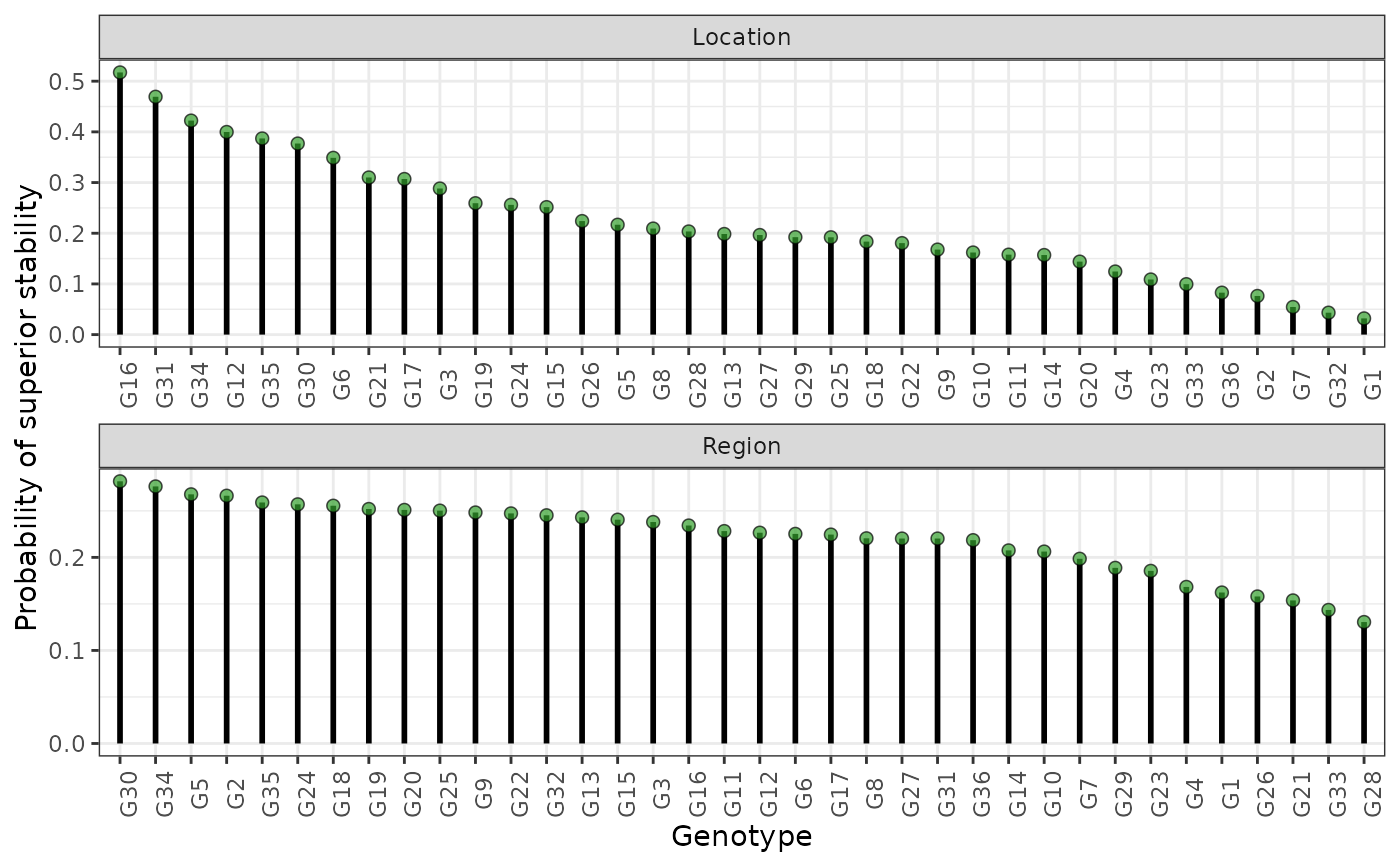 Location
0.5
0.4
0.3
0.2
0.1
0.0
G16 G31 G34 G12 G35 G30 G6 G21 G17 G3 G19 G24 G15 G26 G5 G8 G28 G13 G27 G29 G25 G18 G22 G9 G10 G11 G14 G20 G4 G23 G33 G36 G2 G7 G32 G1
Probability of superior stability
Region
0.2
0.1
0.0
G30 G34 G5 G2 G35 G24 G18 G19 G20 G25 G9 G22 G32 G13 G15 G3 G16 G11 G12 G6 G17 G8 G27 G31 G36 G14 G10 G7 G29 G23 G4 G1 G26 G21 G33 G28
Genotype